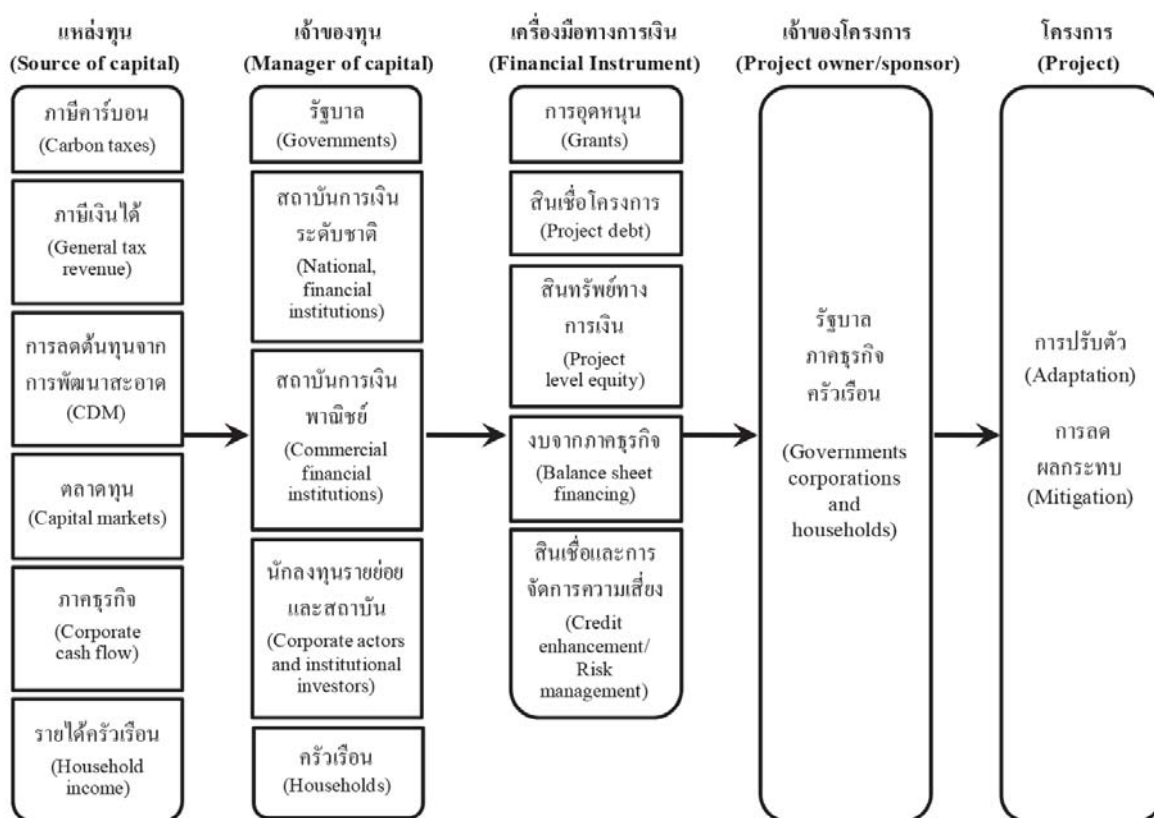 แหล่งทุน
(Source of capital)
ภาษีคาร์บอน
(Carbon taxes)
ภาษีเงินได้
(General tax
revenue)
การลดต้นทุนจาก
การพัฒนาสะอาด
(CDM)
ตลาดทุน
(Capital markets)
ภาคธุรกิจ
(Corporate
cash flow)
รายได้ครัวเรือน
(Household
income)
เจ้าของทุน
(Manager of capital)
รัฐบาล
(Governments)
สถาบันการเงิน
ระดับชาติ
(National,
financial
institutions)
สถาบันการเงิน
พาณิชย์
(Commercial
financial
institutions)
นักลงทุนรายย่อย
และสถาบัน
(Corporate actors
and institutional
investors)
ครัวเรือน
(Households)
เครื่องมือทางการเงิน
(Financial Instrument)
การอุดหนุน
(Grants)
สินเชื่อโครงการ
(Project debt)
สินทรัพย์ทาง
การเงิน
(Project
level equity)
งบจากภาคธุรกิจ
(Balance sheet
financing)
สินเชื่อและการ
จัดการความเสี่ยง
(Credit
enhancement/
Risk
management)
เจ้าของโครงการ
(Project owner/sponsor)
รัฐบาล
ภาคธุรกิจ
ครัวเรือน
(Governments
corporations
and
households)
โครงการ
(Project)
การปรับตัว
(Adaptation)
การลด
ผลกระทบ
(Mitigation)